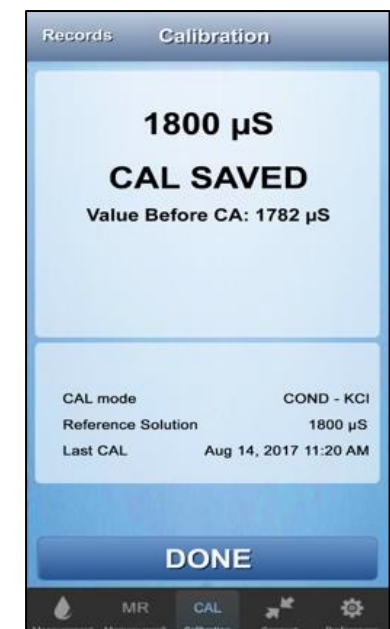 Records Calibration
1800 µS
CAL SAVED
Value Before CA: 1782 µS
CAL mode COND - KCl
Reference Solution 1800 µS
Last CAL Aug 14, 2017 11:20 AM
DONE
MR CAL